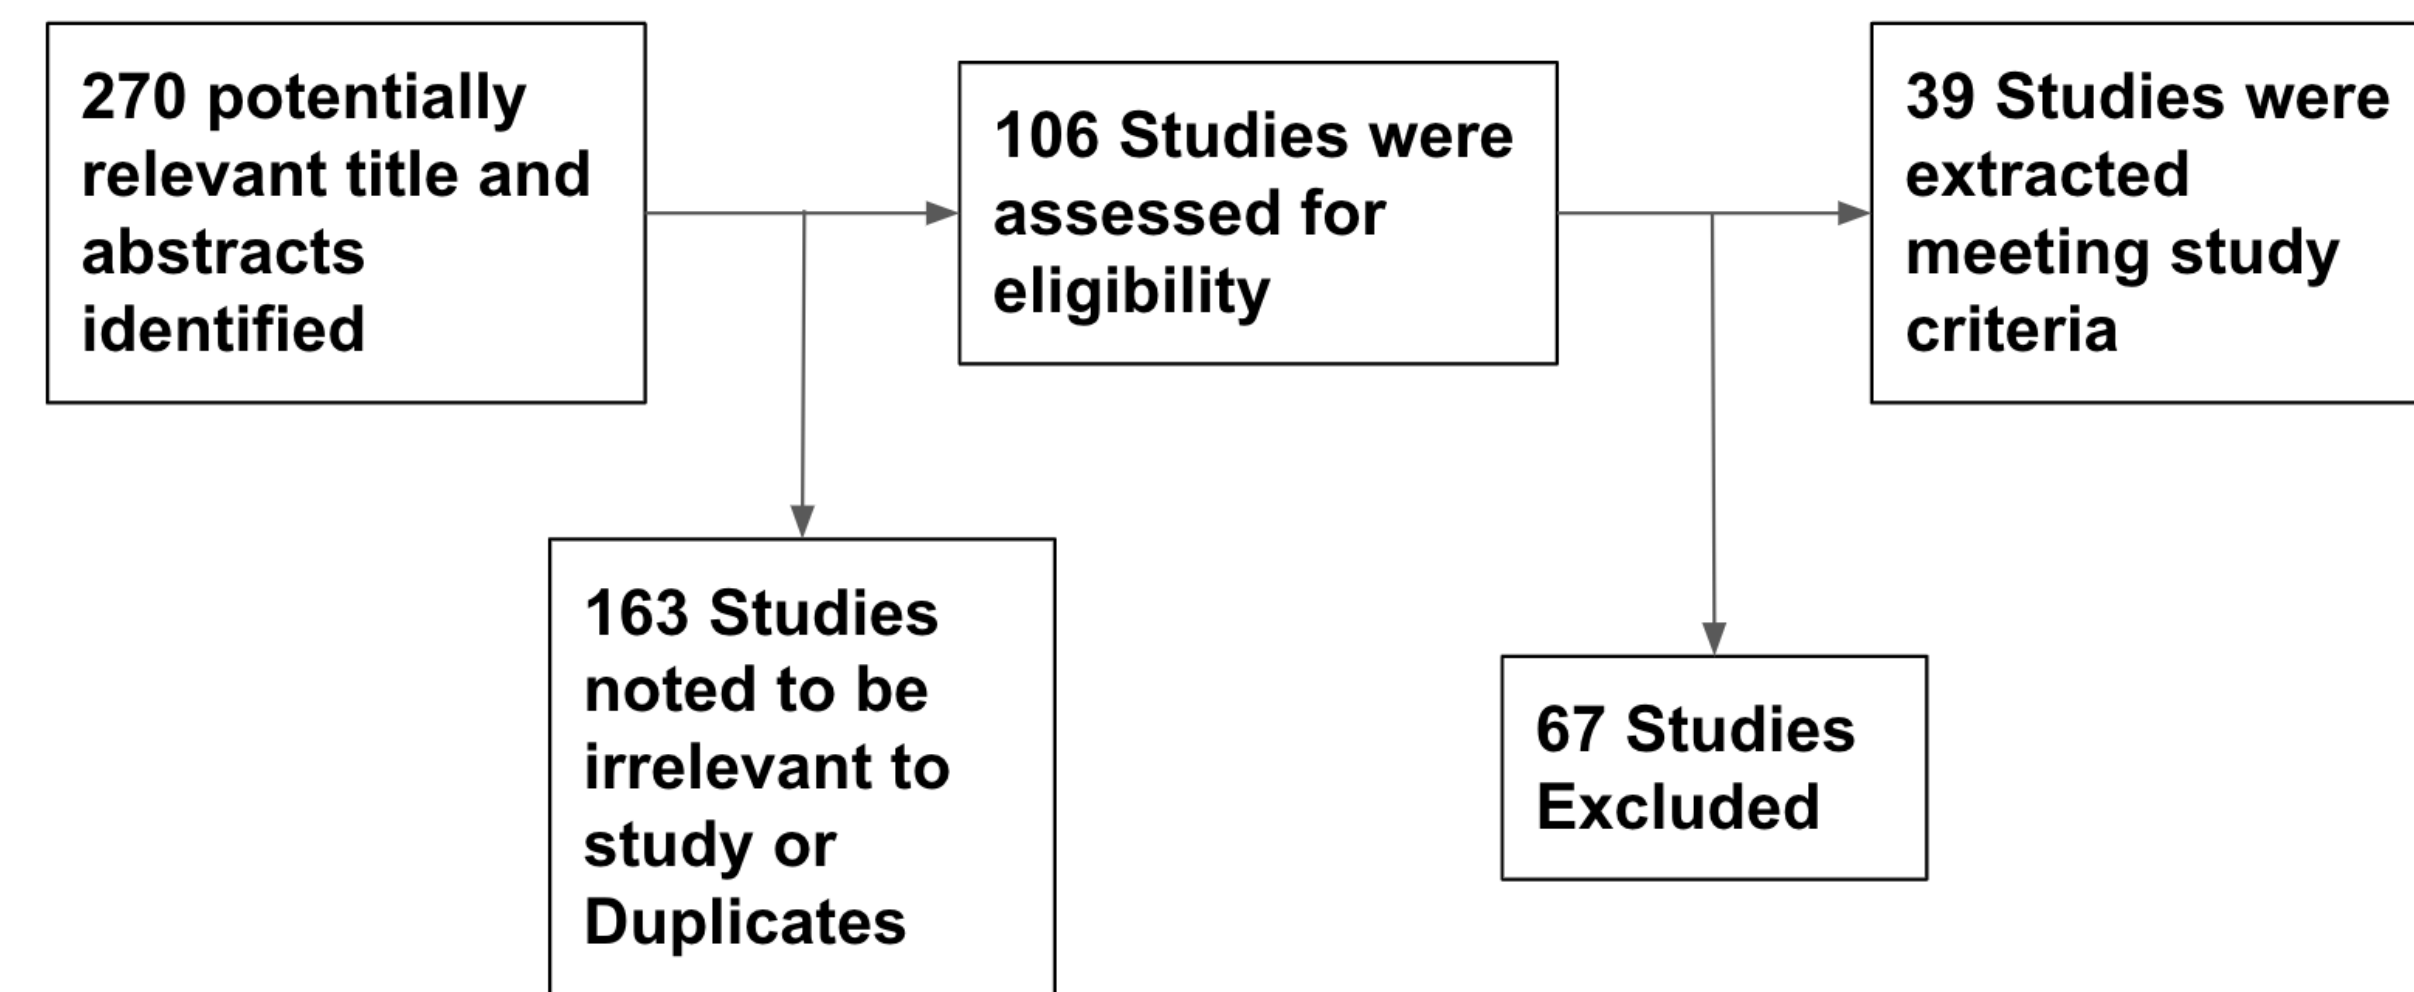 270 potentially
relevant title and
abstracts
identified
106 Studies were
assessed for
eligibility
39 Studies were
extracted
meeting study
criteria
163 Studies
noted to be
irrelevant to
study or
Duplicates
67 Studies
Excluded